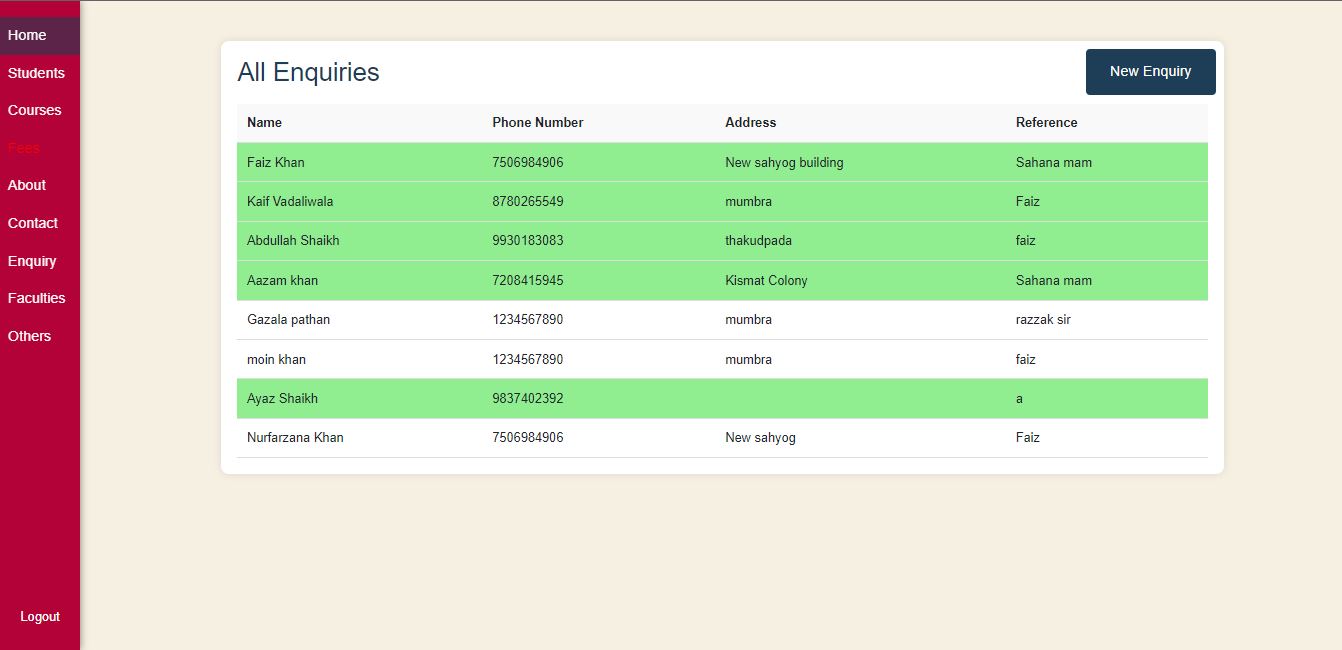 Home
Students
Courses
Fees
About
Contact
Enquiry
Faculties
Others
Logout
All Enquiries
New Enquiry
Name Phone Number Address Reference
Faiz Khan 7506984906 New sahyog building Sahana mam
Kaif Vadaliwala 8780265549 mumbra Faiz
Abdullah Shaikh 9930183083 thakudpada faiz
Aazam khan 7208415945 Kismat Colony Sahana mam
Gazala pathan 1234567890 mumbra razzak sir
moin khan 1234567890 mumbra faiz
Ayaz Shaikh 9837402392 a
Nurfarzana Khan 7506984906 New sahyog Faiz